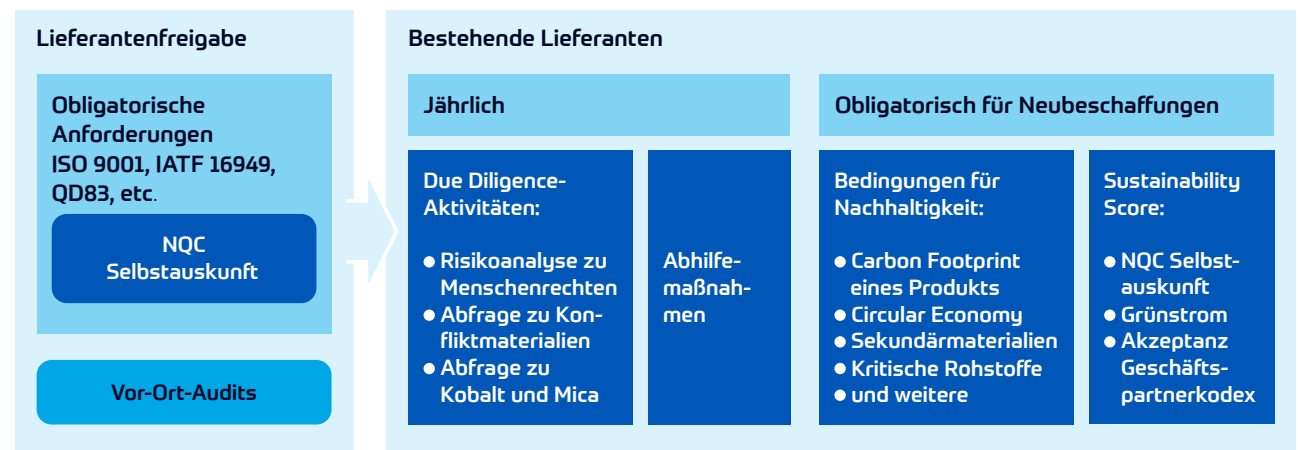 Lieferantenfreigabe
Obligatorische
Anforderungen
ISO 9001, IATF 16949,
QD83, etc.
NQC
Selbstauskunft
Vor-Ort-Audits
Bestehende Lieferanten
Jährlich
Due Diligence-
Aktivitäten:
● Risikoanalyse zu
Menschenrechten
● Abfrage zu Kon-
fliktmaterialien
● Abfrage zu
Kobalt und Mica
Abhilfe-
maßnah-
men
Obligatorisch für Neubeschaffungen
Bedingungen für
Nachhaltigkeit:
● Carbon Footprint
eines Produkts
● Circular Economy
● Sekundärmaterialien
● Kritische Rohstoffe
● und weitere
Sustainability
Score:
● NQC Selbst-
auskunft
● Grünstrom
● Akzeptanz
Geschäfts-
partnerkodex